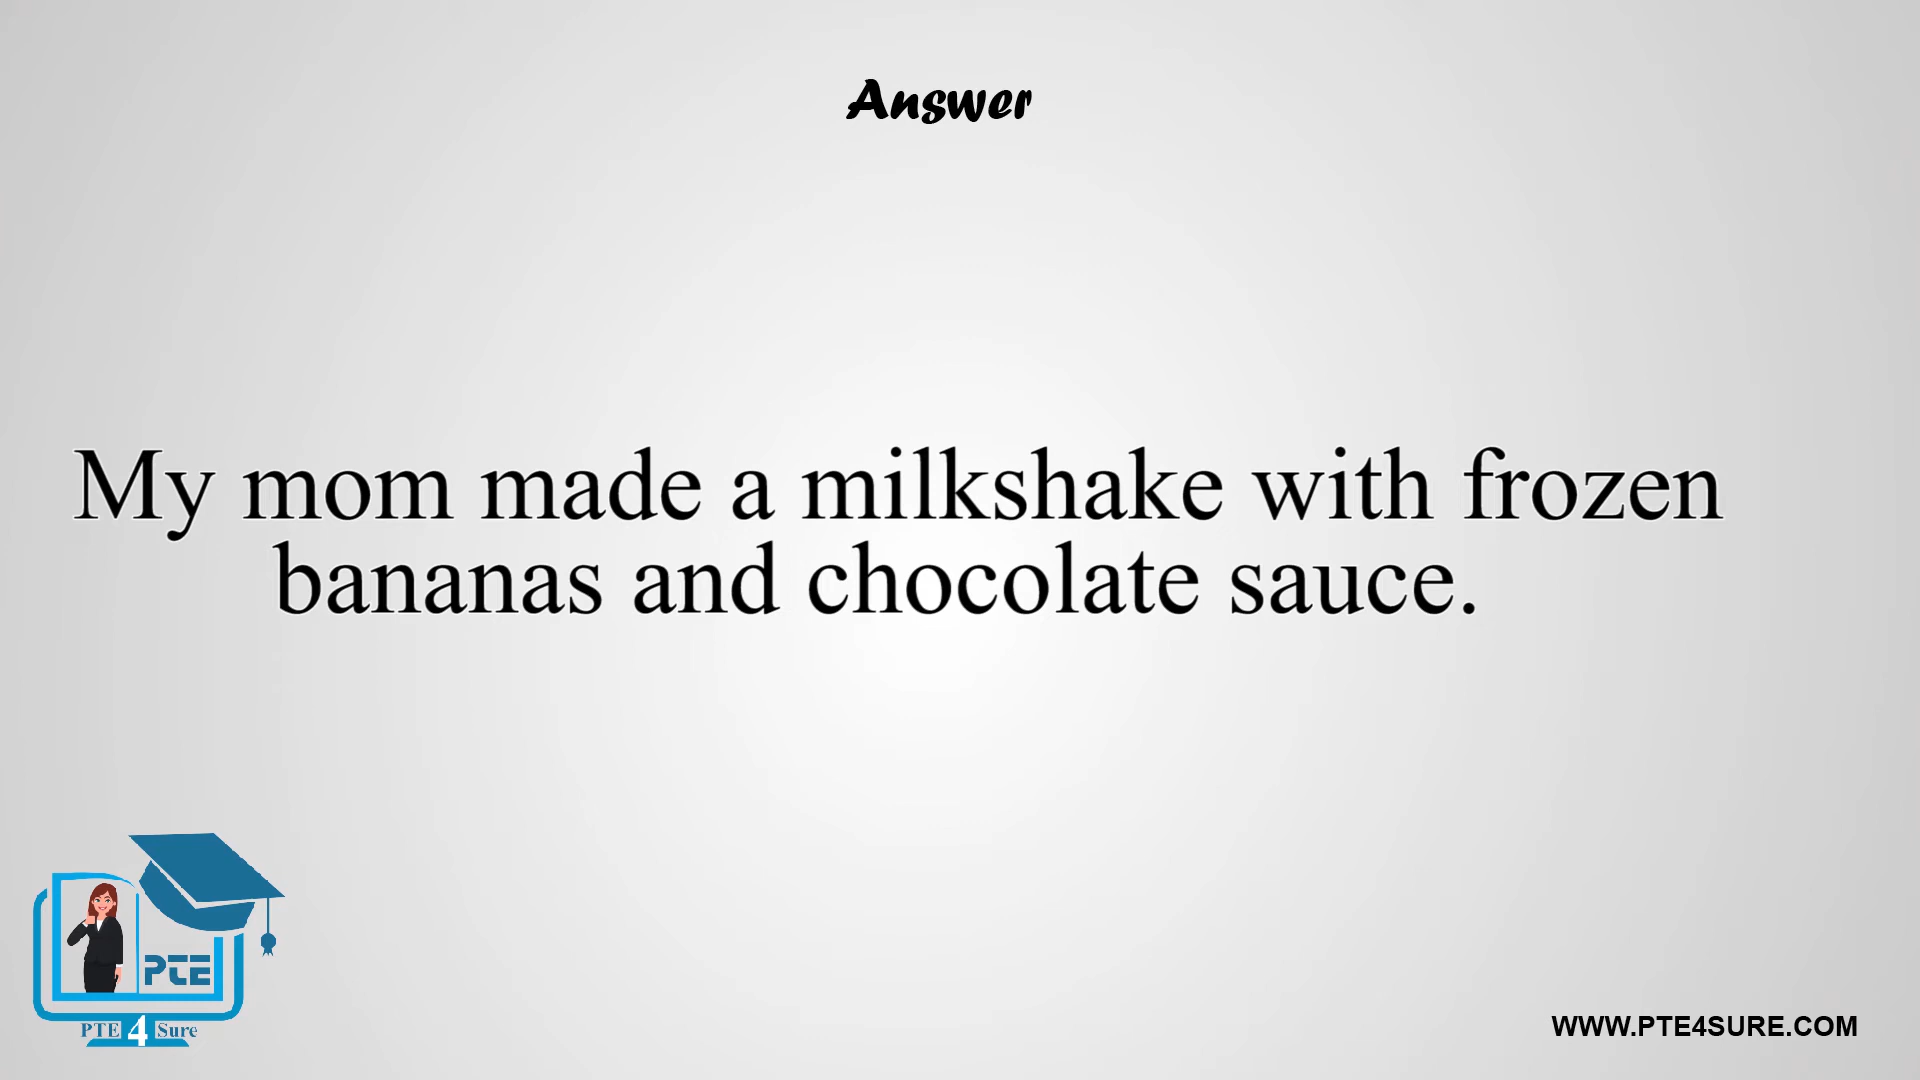 Answer
My mom made a milkshake with frozen
bananas and chocolate sauce.
PTE
PTE 4 Sure
WWW.PTE4SURE.COM